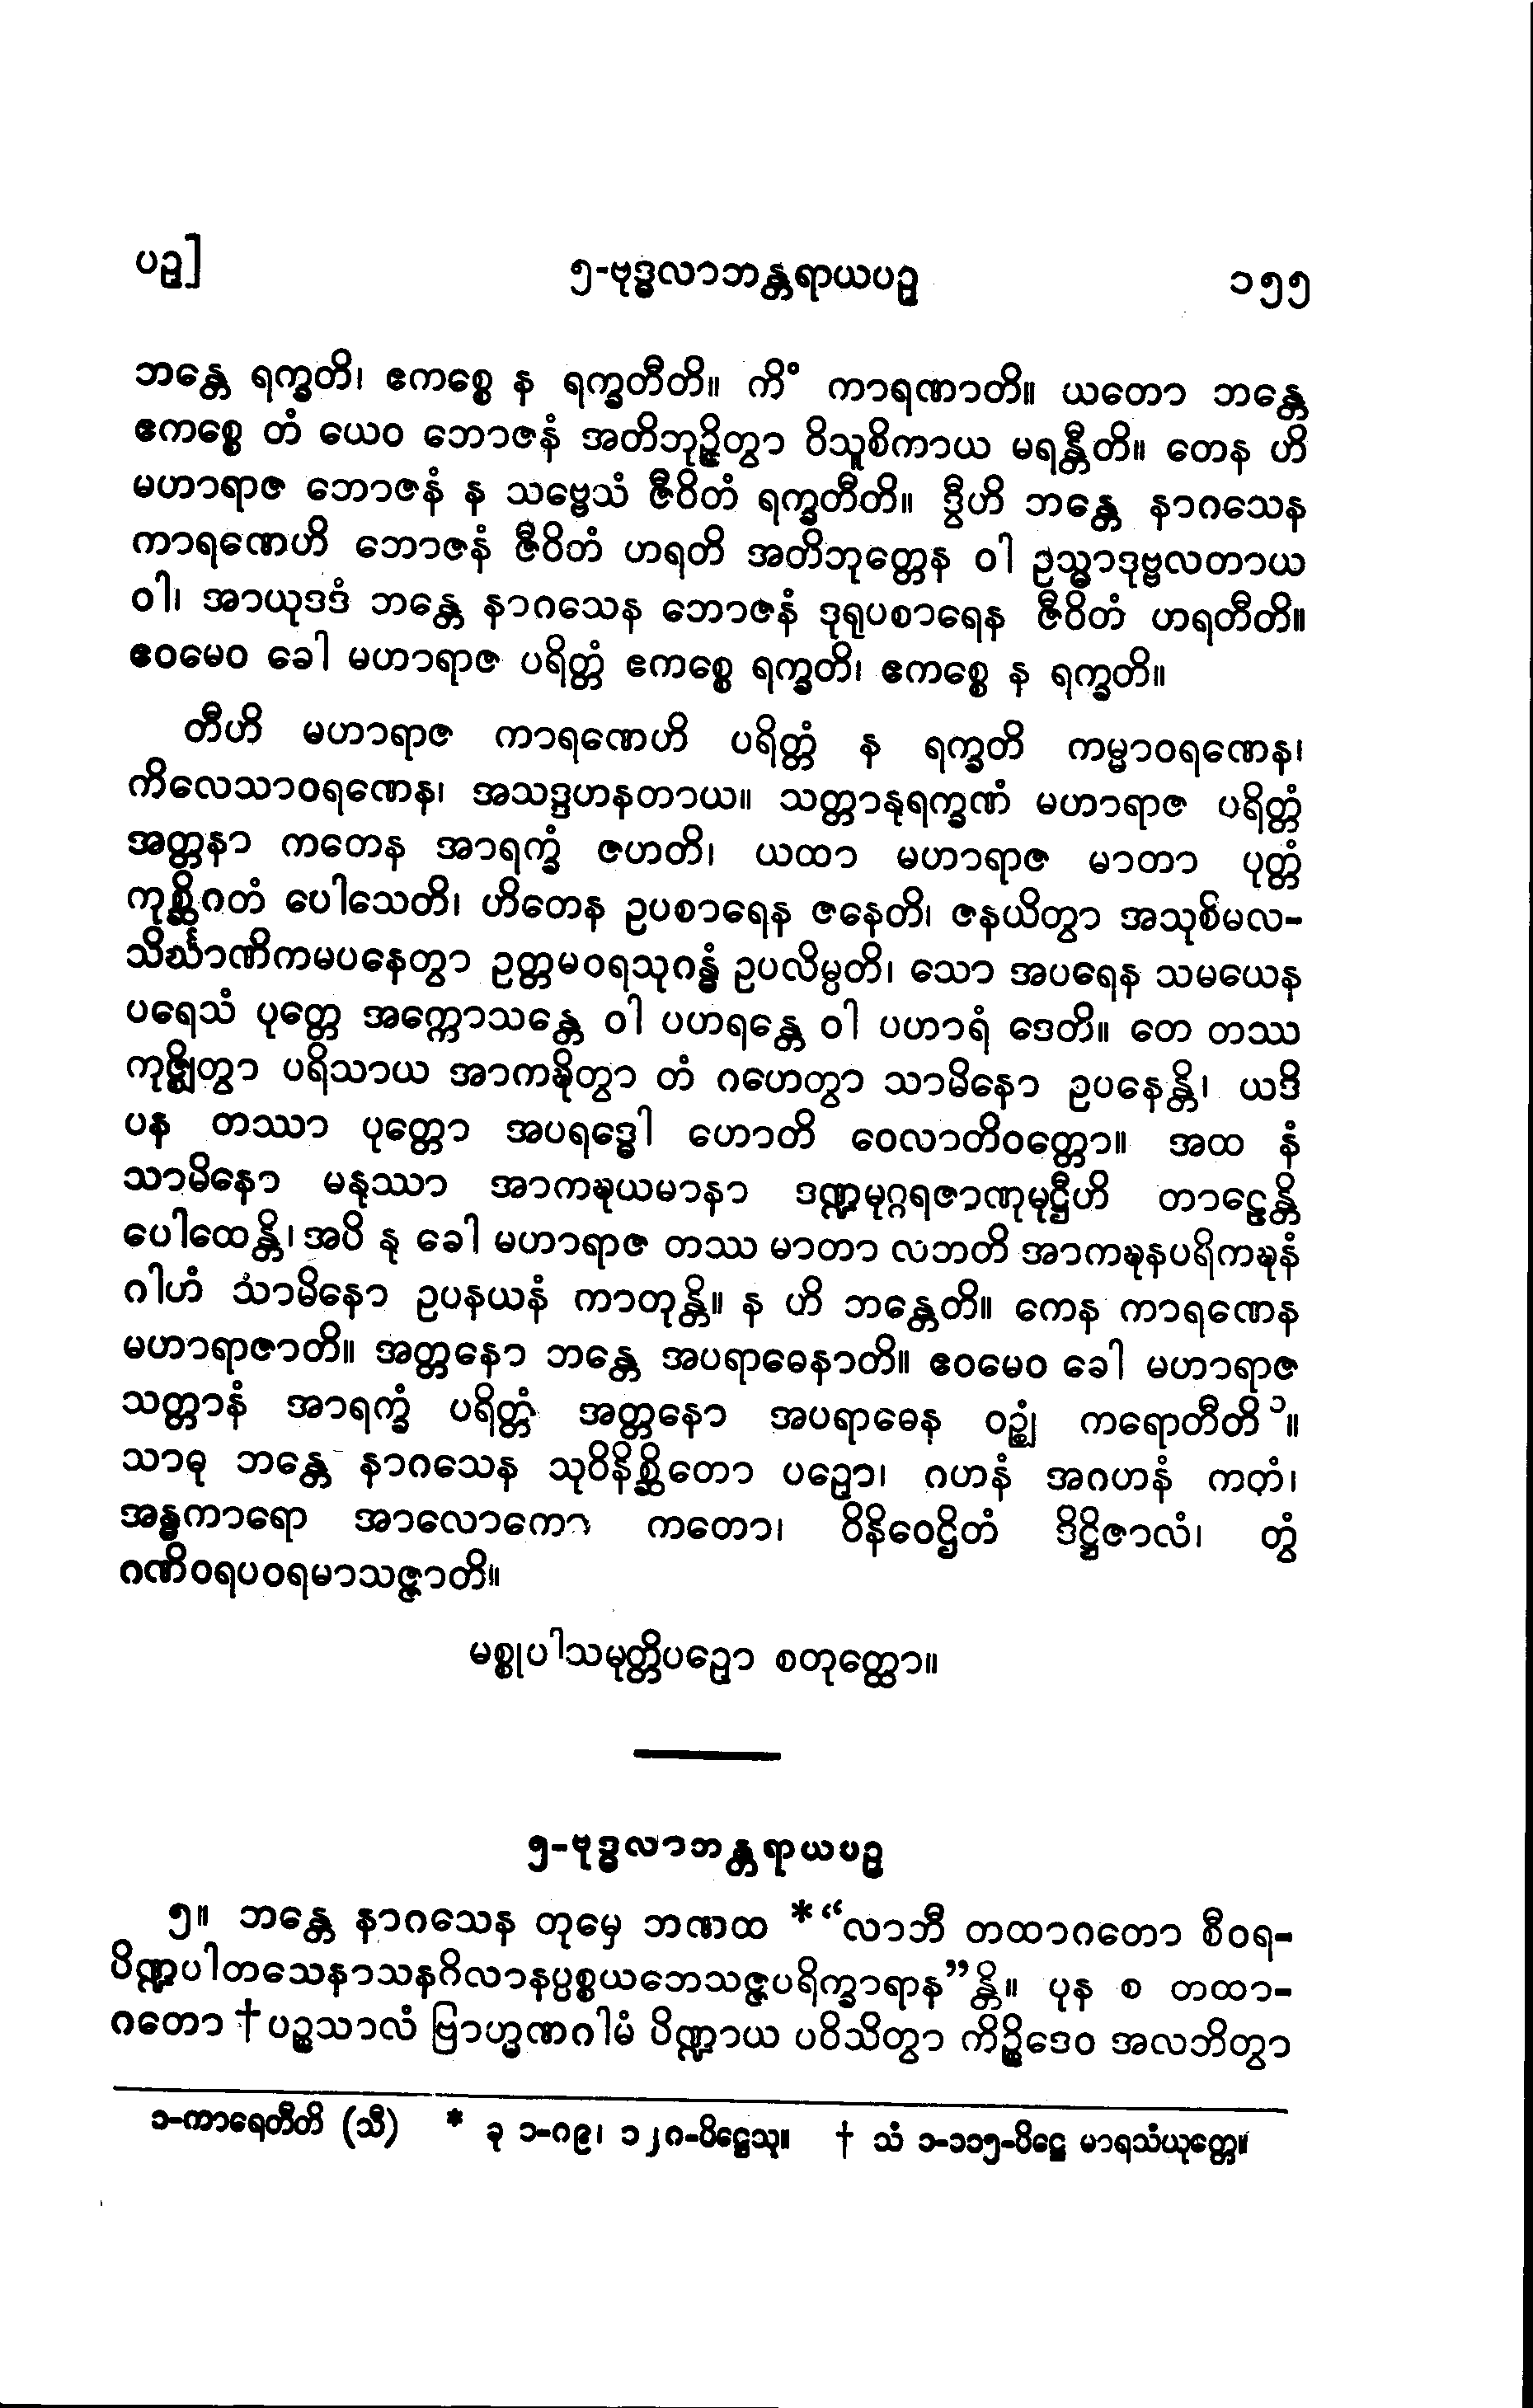 ပဥှ]
၅-ဗုဒ္ဓလာဘန္တရာယပဥှ
၁၅၅
ဘန္တေ ရက္ခတိ၊ ဧကစ္စေ န ရက္ခတီတိ။ ကိံ ကာရဏာတိ။ ယတော ဘန္တေ
ဧကစ္စေ တံ ယေဝ ဘောဇနံ အတိဘုဉ္ဇိတွာ ဝိသူစိကာယ မရန္တီတိ။ တေန ဟိ
မဟာရာဇ ဘောဇနံ န သဗ္ဗေသံ ဇီဝိတံ ရက္ခတီတိ။ ဒွီဟိ ဘန္တေ နာဂသေန
ကာရဏေဟိ ဘောဇနံ ဇီဝိတံ ဟရတိ အတိဘုတ္တေန ဝါ ဥသ္မာဒုဗ္ဗလတာယ
ဝါ၊ အာယုဒဒံ ဘန္တေ နာဂသေန ဘောဇနံ ဒုရုပစာရေန ဇီဝိတံ ဟရတီတိ။
ဧဝမေဝ ခေါ မဟာရာဇ ပရိတ္တံ ဧကစ္စေ ရက္ခတိ၊ ဧကစ္စေ န ရက္ခတိ။
တီဟိ မဟာရာဇ ကာရဏေဟိ ပရိတ္တံ န ရက္ခတိ ကမ္မာဝရဏေန၊
ကိလေသာဝရဏေန၊ အသဒ္ဒဟနတာယ။ သတ္တာနုရက္ခဏံ မဟာရာဇ ပရိတ္တံ
အတ္တနာ ကတေန အာရက္ခံ ဇဟတိ၊ ယထာ မဟာရာဇ မာတာ ပုတ္တံ
ကုစ္ဆိဂတံ ပေါသေတိ၊ ဟိတေန ဥပစာရေန ဇနေတိ၊ ဇနယိတွာ အသုစိမလ-
သိင်္ဃာဏိကမပနေတွာ ဥတ္တမဝရသုဂန္ဓံ ဥပလိမ္ပတိ၊ သော အပရေန သမယေန
ပရေသံ ပုတ္တေ အက္ကောသန္တေ ဝါ ပဟရန္တေ ဝါ ပဟာရံ ဒေတိ။ တေ တဿ
ကုဇ္ဈိတွာ ပရိသာယ အာကဍ္ဎိတွာ တံ ဂဟေတွာ သာမိနော ဥပနေန္တိ၊ ယဒိ
ပန တဿာ ပုတ္တော အပရဒ္ဓေါ ဟောတိ ဝေလာတိဝတ္တော။ အထ နံ
သာမိနော မနုဿာ အာကဍ္ဎယမာနာ ဒဏ္ဍမုဂ္ဂရဇာဏုမုဋ္ဌီဟိ တာဠေန္တိ
ပေါထေန္တိ၊ အပိ နု ခေါ မဟာရာဇ တဿ မာတာ လဘတိ အာကဍ္ဎနပရိကဍ္ဎနံ
ဂါဟံ သာမိနော ဥပနယနံ ကာတုန္တိ။ န ဟိ ဘန္တေတိ။ ကေန ကာရဏေန
မဟာရာဇာတိ။ အတ္တနော ဘန္တေ အပရာဓေနာတိ။ ဧဝမေဝ ခေါ မဟာရာဇ
သတ္တာနံ အာရက္ခံ ပရိတ္တံ အတ္တနော အပရာဓေန ဝဉ္ဈံ ကရောတီတိ ၁။
သာဓု ဘန္တေ နာဂသေန သုဝိနိစ္ဆိတော ပဉှော၊ ဂဟနံ အဂဟနံ ကတံ၊
အန္ဓကာရော အာလောကော ကတော၊ ဝိနိဝေဌိတံ ဒိဋ္ဌိဇာလံ၊ တွံ
ဂဏိဝရပဝရမာသဇ္ဇာတိ။
မစ္စုပါသမုတ္တိပဉှော စတုတ္ထော။
၅-ဗုဒ္ဓလာဘန္တရာယပဥှ
၅။ ဘန္တေ နာဂသေန တုမှေ ဘဏထ *“လာဘီ တထာဂတော စီဝရ-
ပိဏ္ဍပါတသေနာသနဂိလာနပ္ပစ္စယဘေသဇ္ဇပရိက္ခာရာန”န္တိ။ ပုန စ တထာ-
ဂတော †ပဉ္စသာလံ ဗြာဟ္မဏဂါမံ ပိဏ္ဍာယ ပဝိသိတွာ ကိဉ္စိဒေဝ အလဘိတွာ
၁-ကာရေတီတိ (သီ) * ခု ၁-၈၉၊ ၁၂၈-ပိဋ္ဌေသု။ † သံ ၁-၁၁၅-ပိဋ္ဌေ မာရသံယုတ္တေ။